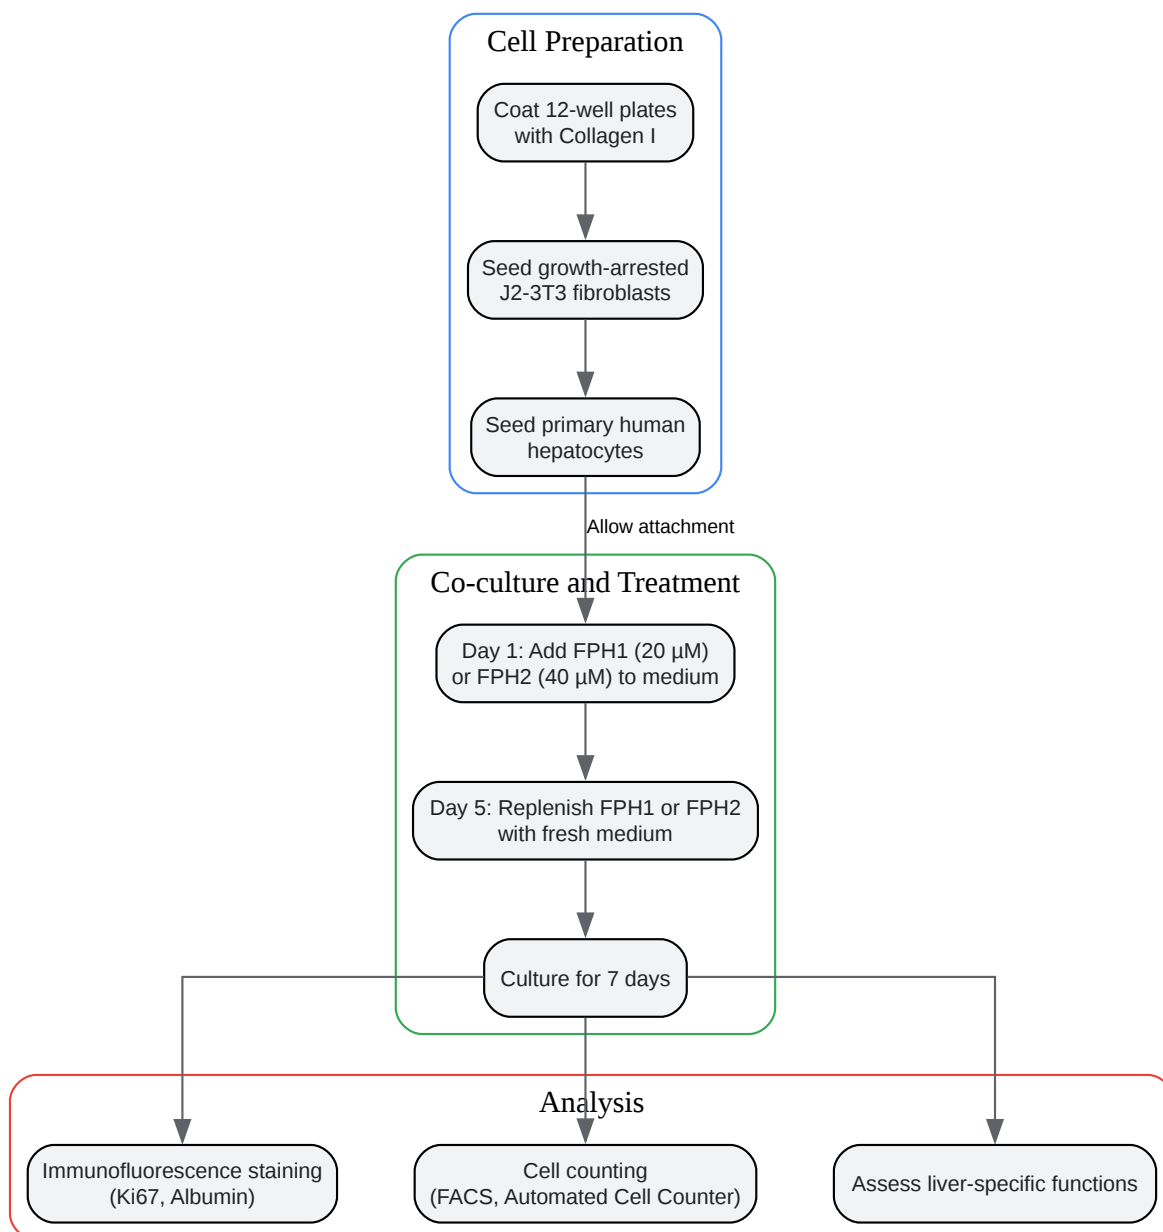 Cell Preparation
Coat 12-well plates
with Collagen I
Seed growth-arrested
J2-3T3 fibroblasts
Seed primary human
hepatocytes
Allow attachment
Co-culture and Treatment
Day 1: Add FPH1 (20 µM)
or FPH2 (40 µM) to medium
Day 5: Replenish FPH1 or FPH2
with fresh medium
Culture for 7 days
Analysis
Immunofluorescence staining
(Ki67, Albumin)
Cell counting
(FACS, Automated Cell Counter)
Assess liver-specific functions